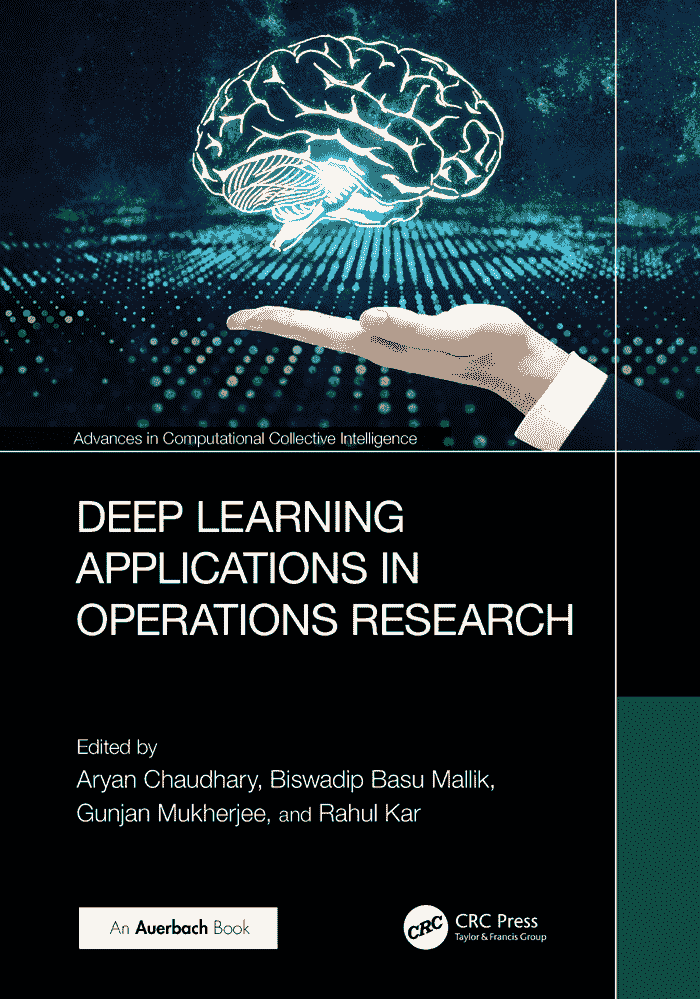 Advances in Computational Collective Intelligence
DEEP LEARNING
APPLICATIONS IN
OPERATIONS RESEARCH
Edited by
Aryan Chaudhary, Biswadip Basu Mallik,
Gunjan Mukherjee, and Rahul Kar
An Auerbach Book
CRC
CRC Press
Taylor & Francis Group